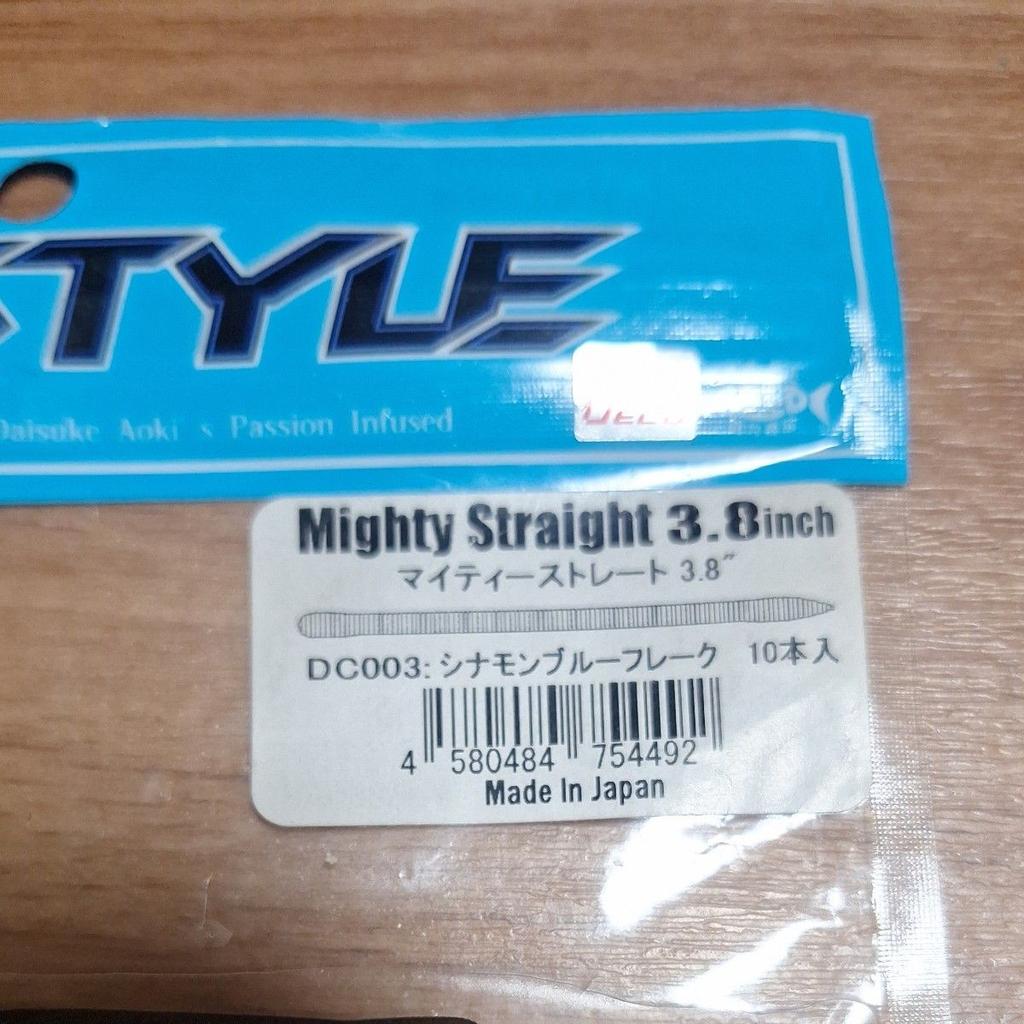 STYLE
Daisuke Aoki x Passion Infused
Mighty Straight 3.8inch
マイティーストレート 3.8"
DC003:シナモンブルーフレーク 10本入
4 580484 754492
Made In Japan